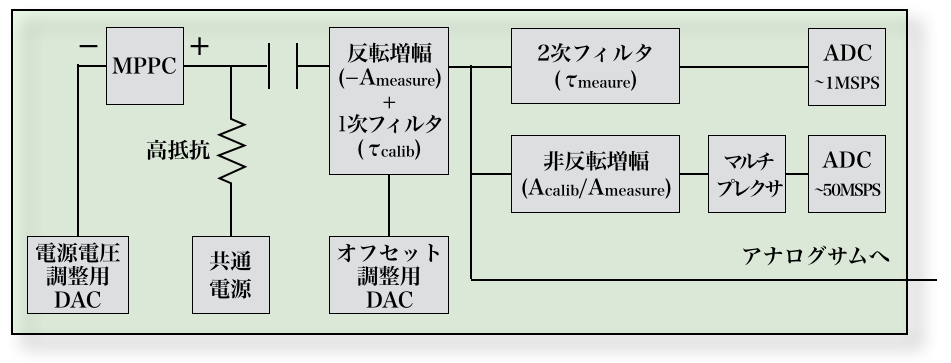 −
MPPC
+
反転増幅
(−Ameasure)
+
1次フィルタ
(τcalib)
2次フィルタ
(τmeaure)
ADC
~1MSPS
高抵抗
非反転増幅
(Acalib/Ameasure)
マルチ
プレクサ
ADC
~50MSPS
電源電圧
調整用
DAC
共通
電源
オフセット
調整用
DAC
アナログサムへ